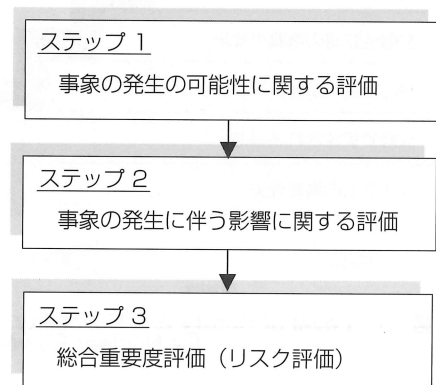 ステップ 1
事象の発生の可能性に関する評価
ステップ 2
事象の発生に伴う影響に関する評価
ステップ 3
総合重要度評価（リスク評価）